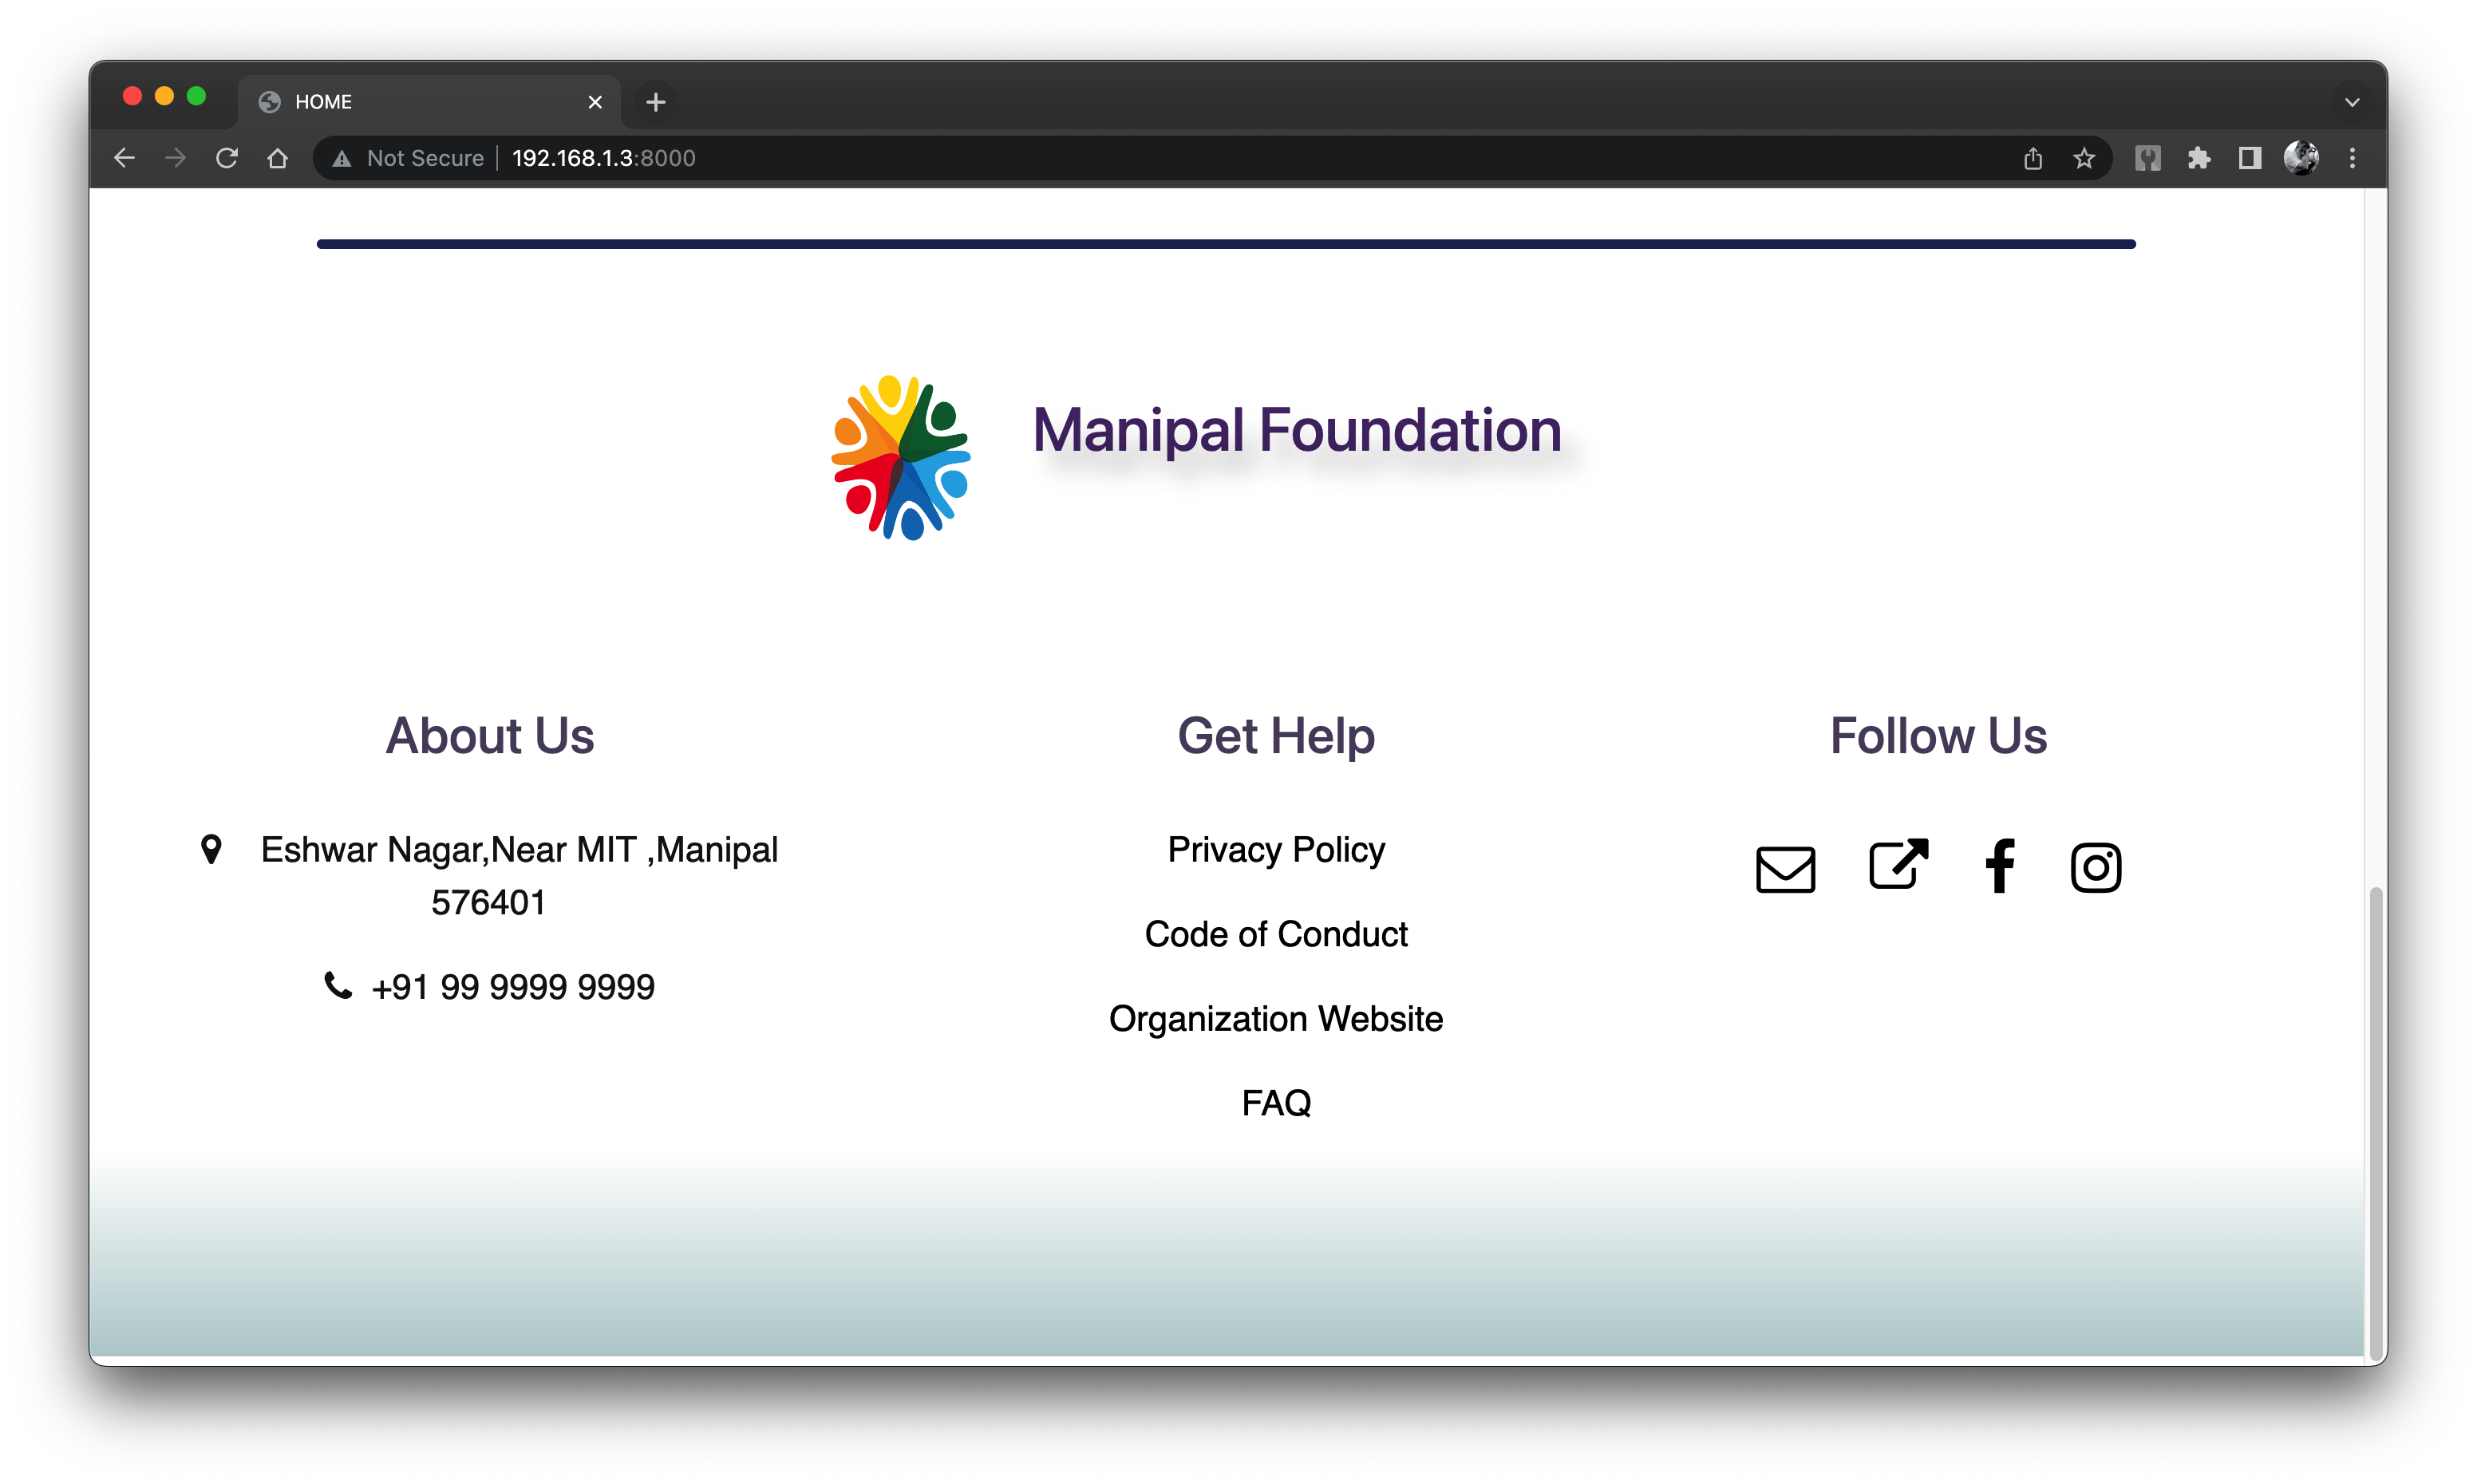 HOME
Not Secure 192.168.1.3:8000
Manipal Foundation
About Us
Eshwar Nagar,Near MIT ,Manipal
576401
+91 99 9999 9999
Get Help
Privacy Policy
Code of Conduct
Organization Website
FAQ
Follow Us